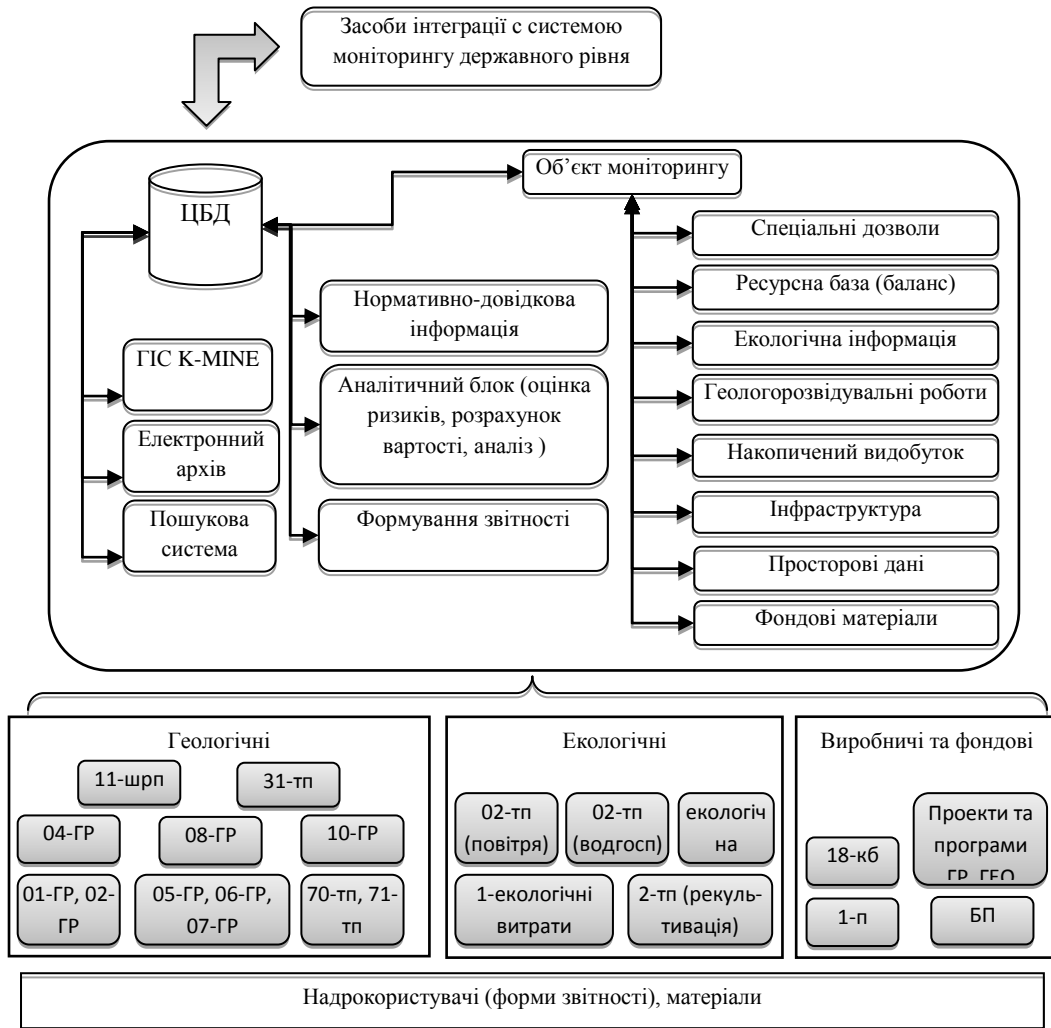 Засоби інтеграції с системою
моніторингу державного рівня
ЦБД
Об’єкт моніторингу
ГІС K-MINE
Електронний
архів
Пошукова
система
Нормативно-довідкова
інформація
Аналітичний блок (оцінка
ризиків, розрахунок
вартості, аналіз )
Формування звітності
Спеціальні дозволи
Ресурсна база (баланс)
Екологічна інформація
Геологорозвідувальні роботи
Накопичений видобуток
Інфраструктура
Просторові дані
Фондові матеріали
Геологічні
11-шрп
31-тп
04-ГР
08-ГР
10-ГР
01-ГР, 02-
ГР
05-ГР, 06-ГР,
07-ГР
70-тп, 71-
тп
Екологічні
02-тп
(повітря)
02-тп
(водгосп)
екологіч
на
1-екологічні
витрати
2-тп (рекуль-
тивація)
Виробничі та фондові
18-кб
Проекти та
програми
ГР, ГЕО
1-п
БП
Надрокористувачі (форми звітності), матеріали